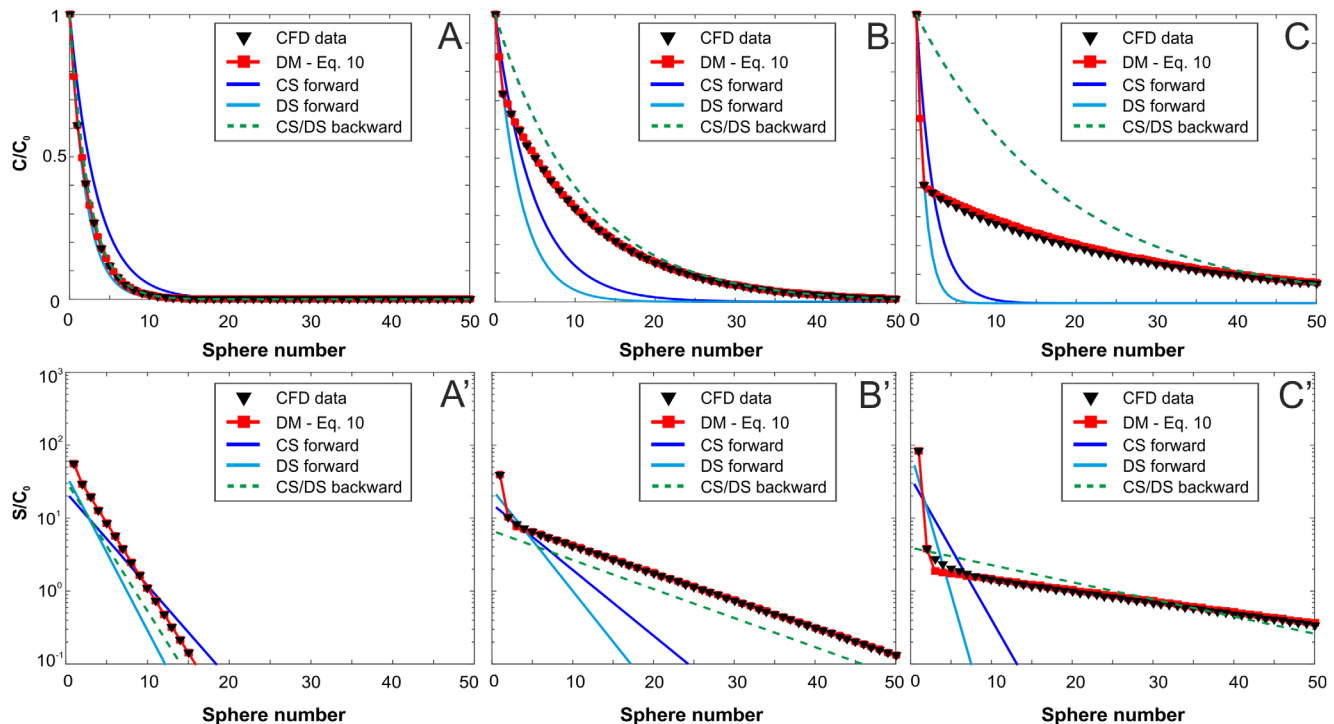 A
CFD data
DM - Eq. 10
CS forward
DS forward
CS/DS backward
C/C₀
1
0.5
0
0 10 20 30 40 50
Sphere number
B
CFD data
DM - Eq. 10
CS forward
DS forward
CS/DS backward
0 10 20 30 40 50
Sphere number
C
CFD data
DM - Eq. 10
CS forward
DS forward
CS/DS backward
0 10 20 30 40 50
Sphere number
A'
CFD data
DM - Eq. 10
CS forward
DS forward
CS/DS backward
S/C₀
10³
10²
10¹
10⁰
10⁻¹
0 10 20 30 40 50
Sphere number
B'
CFD data
DM - Eq. 10
CS forward
DS forward
CS/DS backward
0 10 20 30 40 50
Sphere number
C'
CFD data
DM - Eq. 10
CS forward
DS forward
CS/DS backward
0 10 20 30 40 50
Sphere number